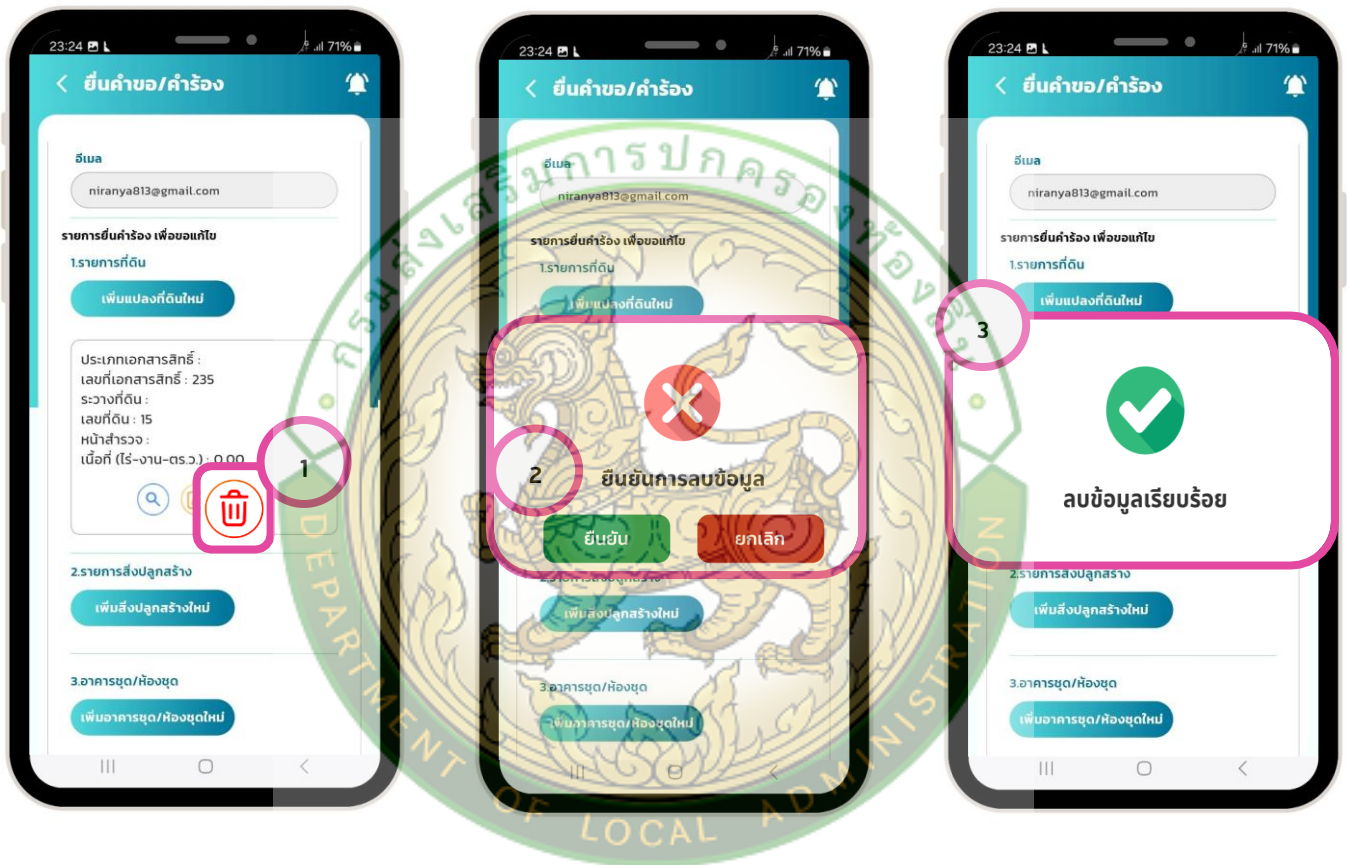 23:24
71%
ยื่นคำขอ/คำร้อง
อีเมล
niranya813@gmail.com
รายการยื่นคำร้อง เพื่อขอแก้ไข
1.รายการที่ดิน
เพิ่มแปลงที่ดินใหม่
ประเภทเอกสารสิทธิ์ :
เลขที่เอกสารสิทธิ์ : 235
ระวางที่ดิน :
เลขที่ดิน : 15
หน้าสำรวจ :
เนื้อที่ (ไร่-งาน-ตร.ว.) : 0.00
1
2.รายการสิ่งปลูกสร้าง
เพิ่มสิ่งปลูกสร้างใหม่
3.อาคารชุด/ห้องชุด
เพิ่มอาคารชุด/ห้องชุดใหม่
23:24
71%
ยื่นคำขอ/คำร้อง
อีเมล
niranya813@gmail.com
รายการยื่นคำร้อง เพื่อขอแก้ไข
1.รายการที่ดิน
เพิ่มแปลงที่ดินใหม่
2
ยืนยันการลบข้อมูล
ยืนยัน
ยกเลิก
2.รายการสิ่งปลูกสร้าง
เพิ่มสิ่งปลูกสร้างใหม่
3.อาคารชุด/ห้องชุด
เพิ่มอาคารชุด/ห้องชุดใหม่
23:24
71%
ยื่นคำขอ/คำร้อง
อีเมล
niranya813@gmail.com
รายการยื่นคำร้อง เพื่อขอแก้ไข
1.รายการที่ดิน
เพิ่มแปลงที่ดินใหม่
3
ลบข้อมูลเรียบร้อย
2.รายการสิ่งปลูกสร้าง
เพิ่มสิ่งปลูกสร้างใหม่
3.อาคารชุด/ห้องชุด
เพิ่มอาคารชุด/ห้องชุดใหม่
กรมส่งเสริมการปกครองท้องถิ่น
DEPARTMENT OF LOCAL ADMINISTRATION